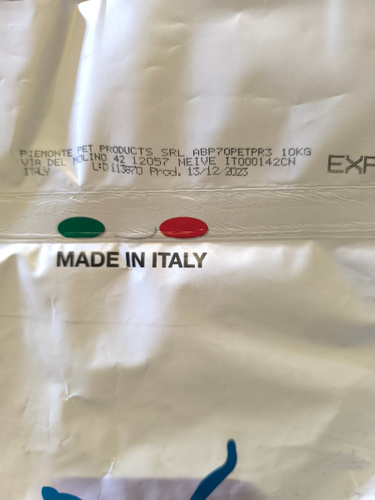 PIEMONTE PET PRODUCTS SRL ABP70PETPR3 10KG
VIA DEL MOLINO 42 12057 NEIVE IT000142CN
ITALY L:D113870 Prod. 13/12 2023
EXP
MADE IN ITALY